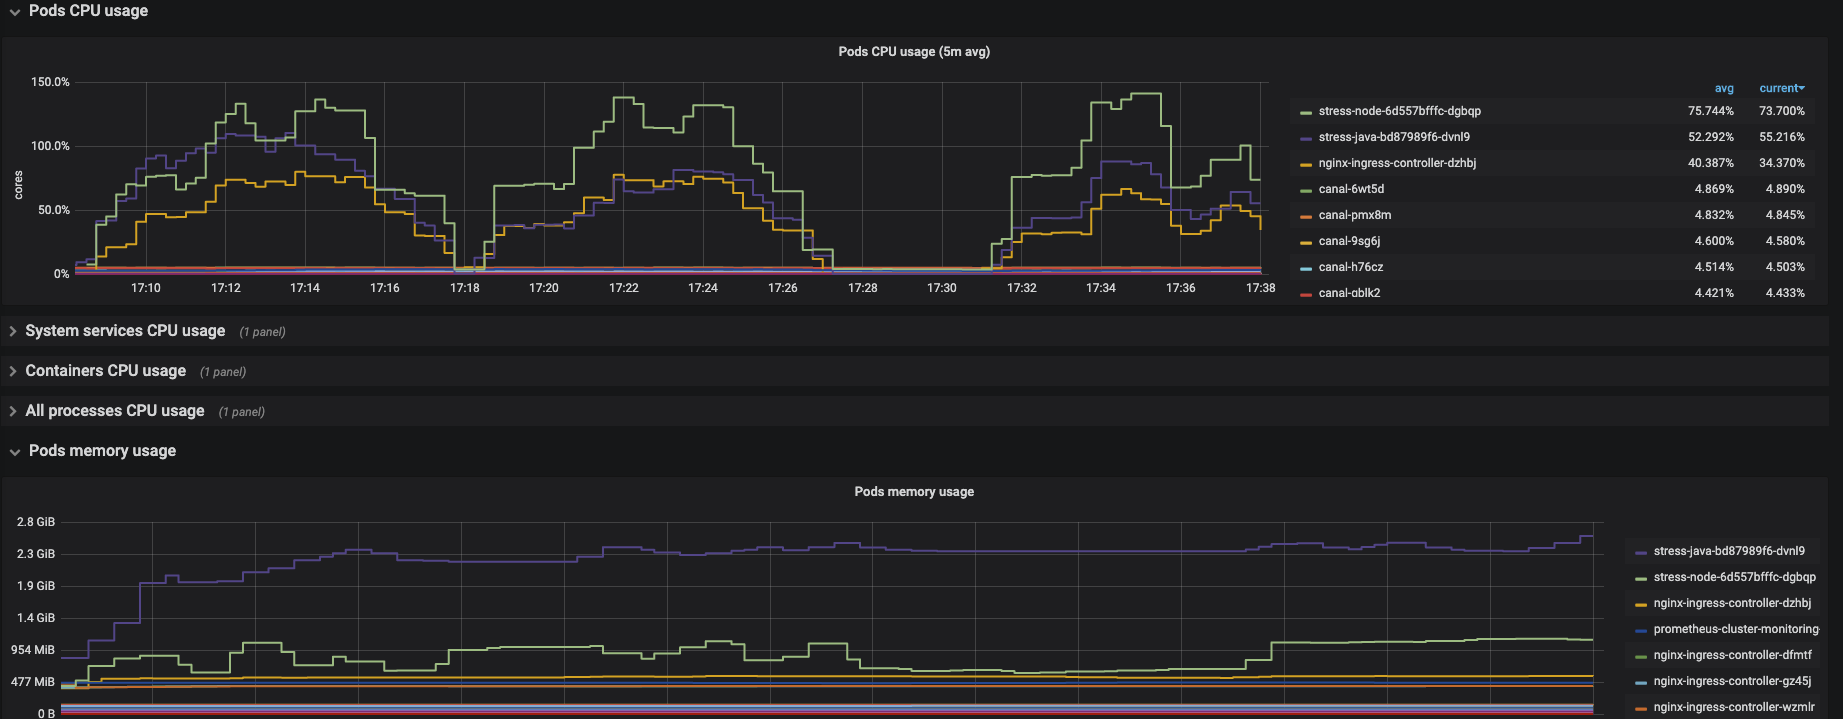 Pods CPU usage
Pods CPU usage (5m avg)
150.0%
100.0%
50.0%
0%
cores
17:10 17:12 17:14 17:16 17:18 17:20 17:22 17:24 17:26 17:28 17:30 17:32 17:34 17:36 17:38
avg current
stress-node-6d557bfffc-dgbqp 75.744% 73.700%
stress-java-bd87989f6-dvnl9 52.292% 55.216%
nginx-ingress-controller-dzhbj 40.387% 34.370%
canal-6wt5d 4.869% 4.890%
canal-pmx8m 4.832% 4.845%
canal-9sg6j 4.600% 4.580%
canal-h76cz 4.514% 4.503%
canal-qblk2 4.421% 4.433%
System services CPU usage (1 panel)
Containers CPU usage (1 panel)
All processes CPU usage (1 panel)
Pods memory usage
Pods memory usage
2.8 GiB
2.3 GiB
1.9 GiB
1.4 GiB
954 MiB
477 MiB
0 B
stress-java-bd87989f6-dvnl9
stress-node-6d557bfffc-dgbqp
nginx-ingress-controller-dzhbj
prometheus-cluster-monitoring
nginx-ingress-controller-dfmtf
nginx-ingress-controller-gz45j
nginx-ingress-controller-wzmlr